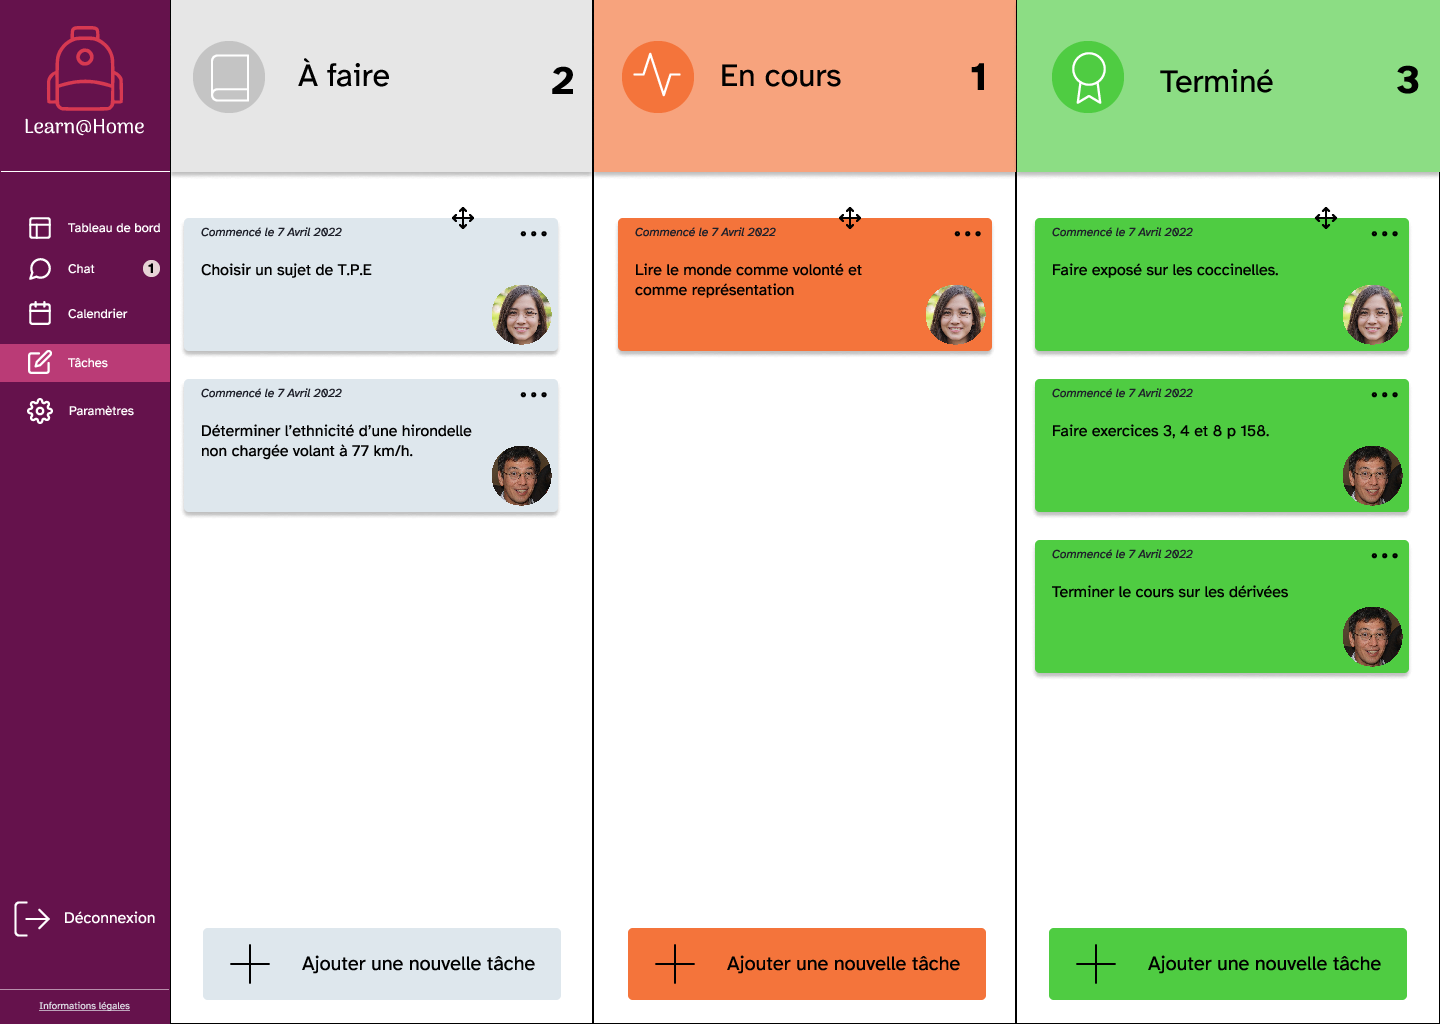 Learn@Home
Tableau de bord
Chat
1
Calendrier
Tâches
Paramètres
Déconnexion
Informations légales
À faire
2
Commencé le 7 Avril 2022
Choisir un sujet de T.P.E
Commencé le 7 Avril 2022
Déterminer l’ethnicité d’une hirondelle
non chargée volant à 77 km/h.
Ajouter une nouvelle tâche
En cours
1
Commencé le 7 Avril 2022
Lire le monde comme volonté et
comme représentation
Ajouter une nouvelle tâche
Terminé
3
Commencé le 7 Avril 2022
Faire exposé sur les coccinelles.
Commencé le 7 Avril 2022
Faire exercices 3, 4 et 8 p 158.
Commencé le 7 Avril 2022
Terminer le cours sur les dérivées
Ajouter une nouvelle tâche